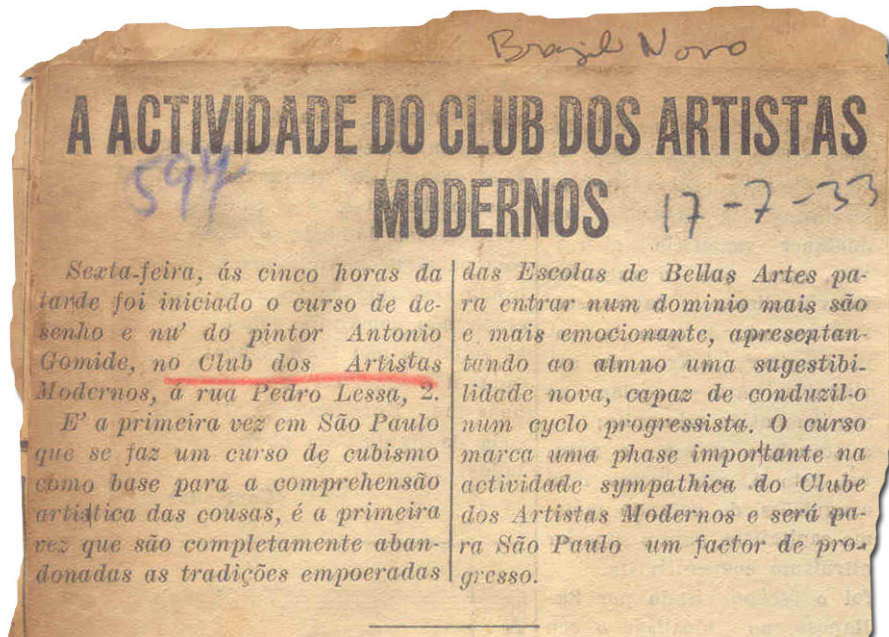 Brazil Novo
A ACTIVIDADE DO CLUB DOS ARTISTAS
MODERNOS
594
17-7-33
Sexta-feira, ás cinco horas da
tarde foi iniciado o curso de de-
senho e nu' do pintor Antonio
Gomide, no Club dos Artistas
Modernos, á rua Pedro Lessa, 2.
E' a primeira vez em São Paulo
que se faz um curso de cubismo
como base para a comprehensão
artistica das cousas, é a primeira
vez que são completamente aban-
donadas as tradições empoeradas
das Escolas de Bellas Artes pa-
ra entrar num dominio mais são
e mais emocionante, apresentan-
tando ao almno uma sugestibi-
lidade nova, capaz de conduzil-o
num cyclo progressista. O curso
marca uma phase importante na
actividade sympathica do Clube
dos Artistas Modernos e será pa-
ra São Paulo um factor de pro-
gresso.